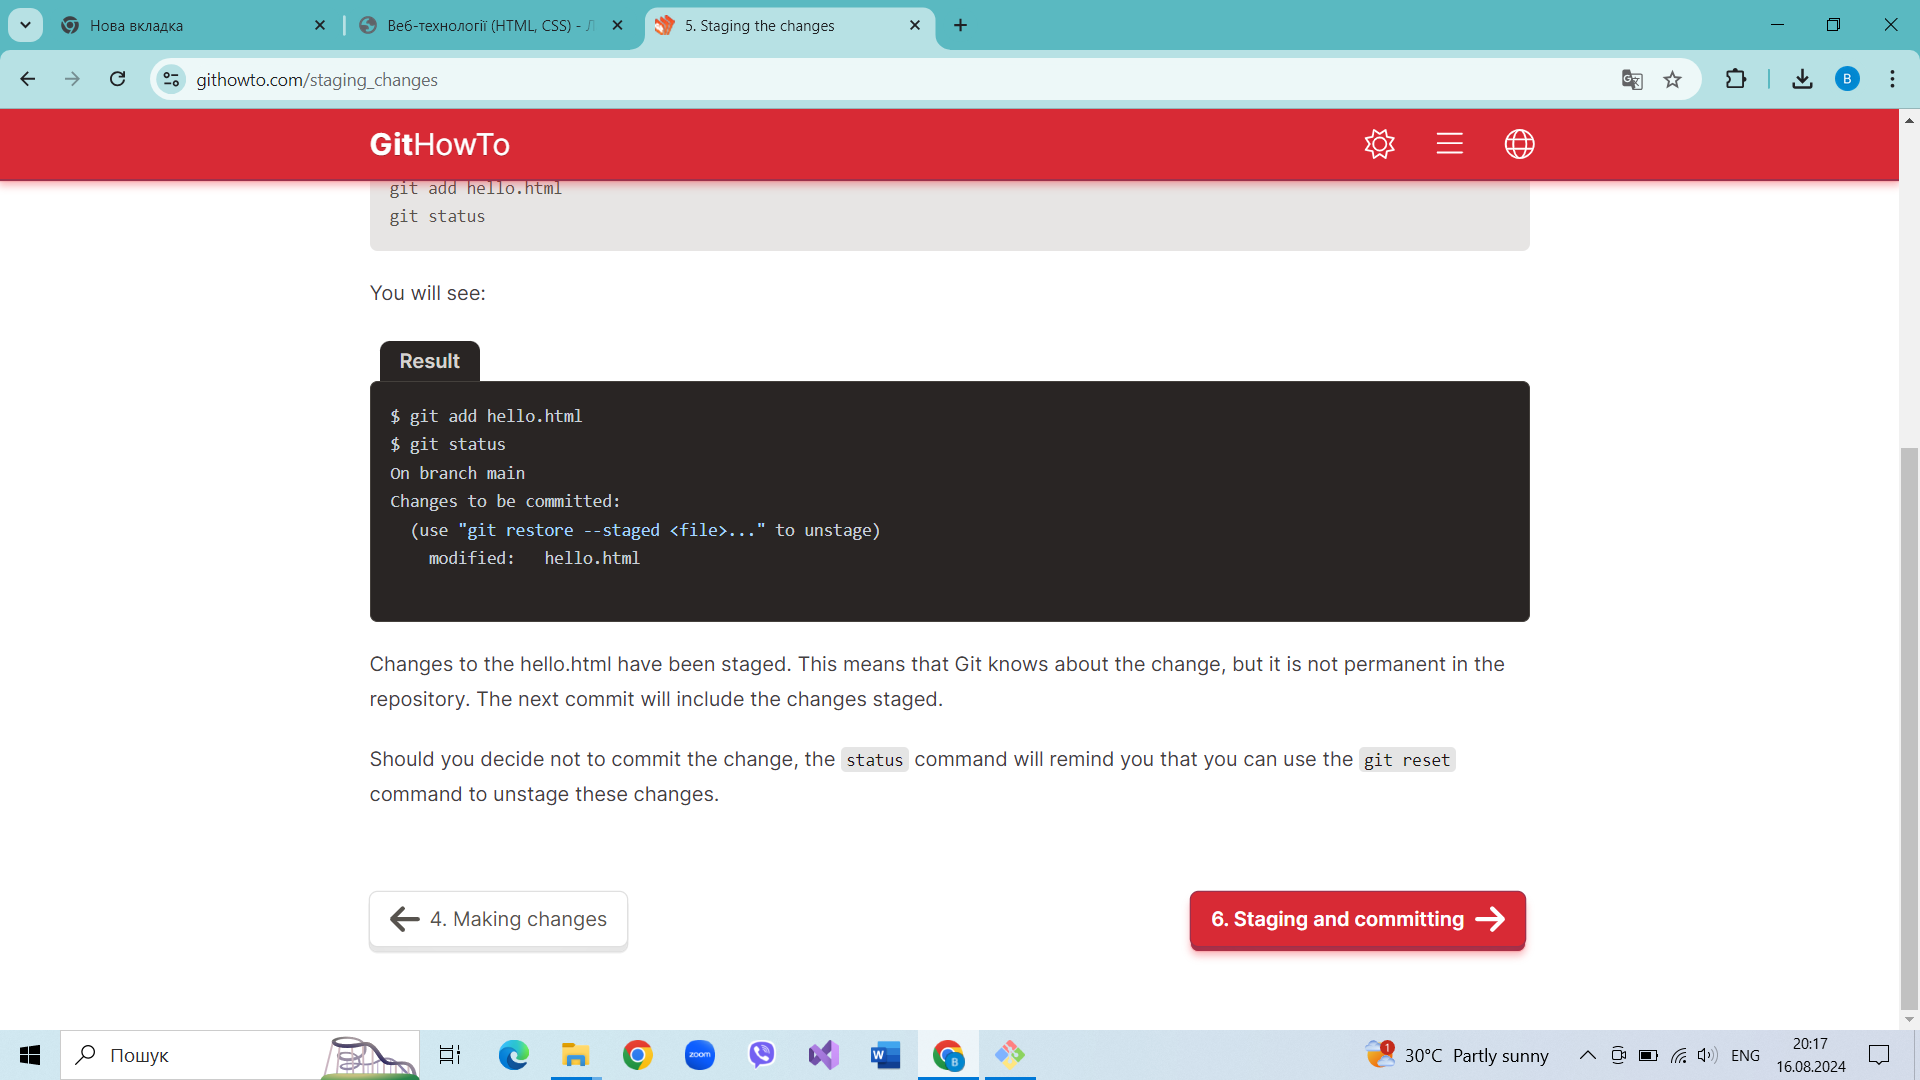 Нова вкладка
Веб-технології (HTML, CSS) - Л
5. Staging the changes
githowto.com/staging_changes
B
GitHowTo
git add hello.html
git status
You will see:
Result
$ git add hello.html
$ git status
On branch main
Changes to be committed:
(use "git restore --staged <file>..." to unstage)
modified: hello.html
Changes to the hello.html have been staged. This means that Git knows about the change, but it is not permanent in the
repository. The next commit will include the changes staged.
Should you decide not to commit the change, the status command will remind you that you can use the git reset
command to unstage these changes.
4. Making changes
6. Staging and committing
Пошук
zoom
W
B
1
30°C Partly sunny
ENG
20:17
16.08.2024